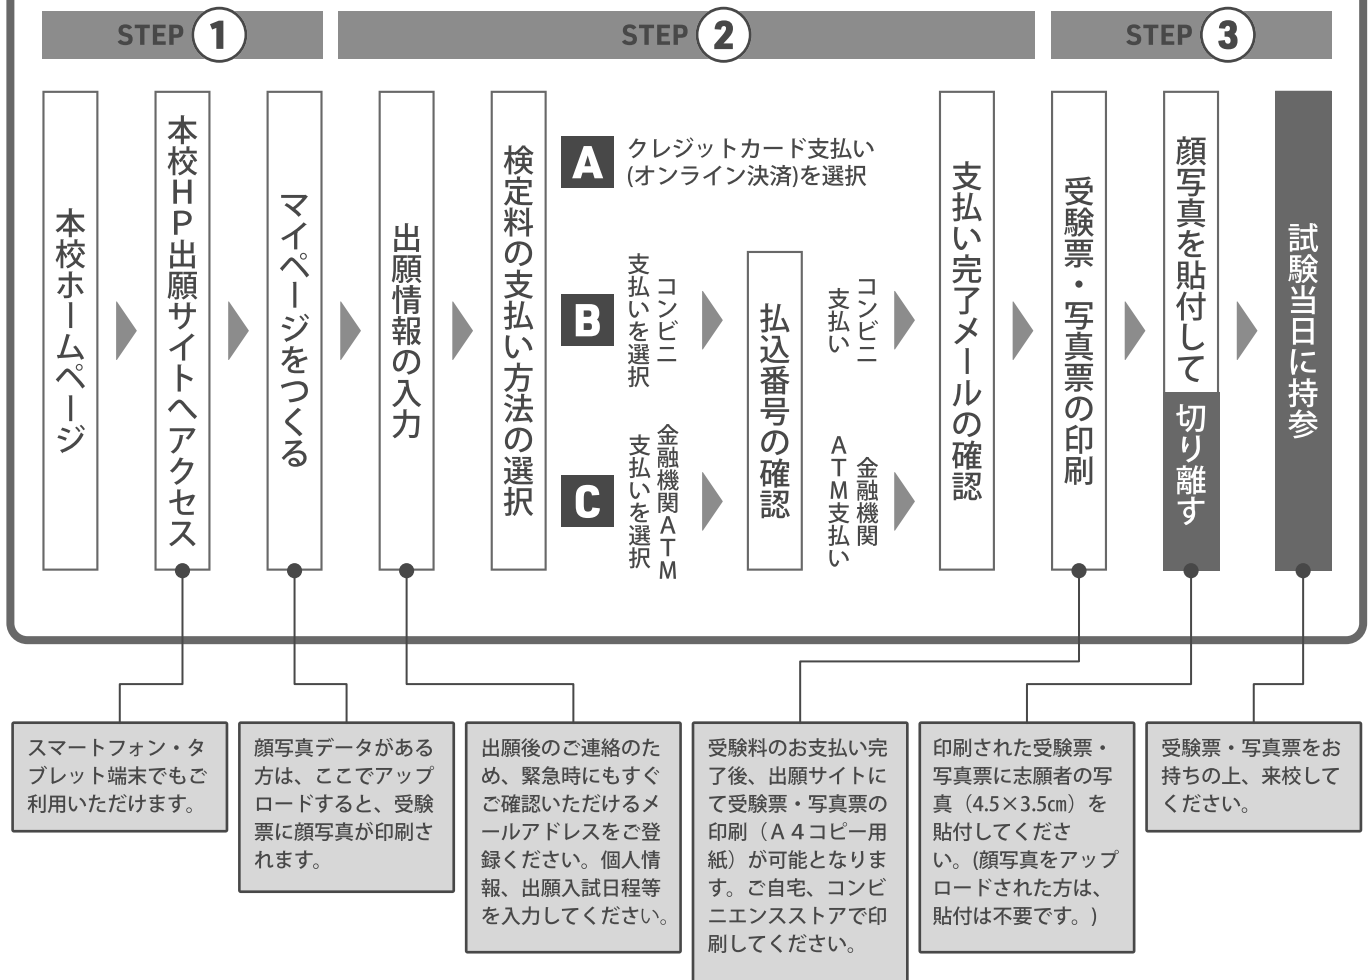 STEP 1
STEP 2
STEP 3
本校ホームページ
本校ＨＰ出願サイトへアクセス
マイページをつくる
出願情報の入力
検定料の支払い方法の選択
A
クレジットカード支払い
(オンライン決済)を選択
B
コンビニ
支払いを選択
C
金融機関ＡＴＭ
支払いを選択
払込番号の確認
コンビニ
支払い
金融機関
ＡＴＭ支払い
支払い完了メールの確認
受験票・写真票の印刷
顔写真を貼付して切り離す
試験当日に持参
スマートフォン・タ
ブレット端末でもご
利用いただけます。
顔写真データがある
方は、ここでアップ
ロードすると、受験
票に顔写真が印刷さ
れます。
出願後のご連絡のた
め、緊急時にもすぐ
ご確認いただけるメ
ールアドレスをご登
録ください。個人情
報、出願入試日程等
を入力してください。
受験料のお支払い完
了後、出願サイトに
て受験票・写真票の
印刷（Ａ４コピー用
紙）が可能となりま
す。ご自宅、コンビ
ニエンスストアで印
刷してください。
印刷された受験票・
写真票に志願者の写
真（4.5×3.5㎝）を
貼付してくださ
い。(顔写真をアップ
ロードされた方は、
貼付は不要です。)
受験票・写真票をお
持ちの上、来校して
ください。